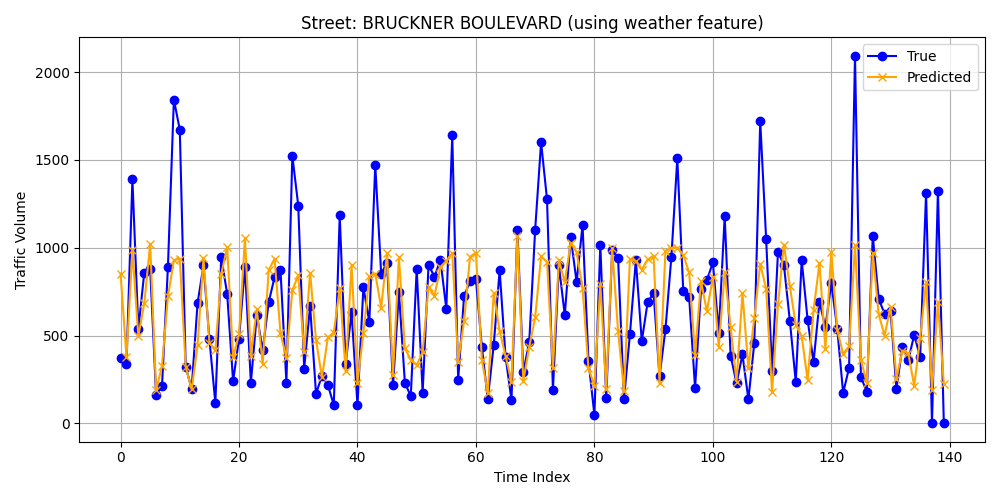 Street: BRUCKNER BOULEVARD (using weather feature)
True
Predicted
Traffic Volume
2000
1500
1000
500
0
0 20 40 60 80 100 120 140
Time Index